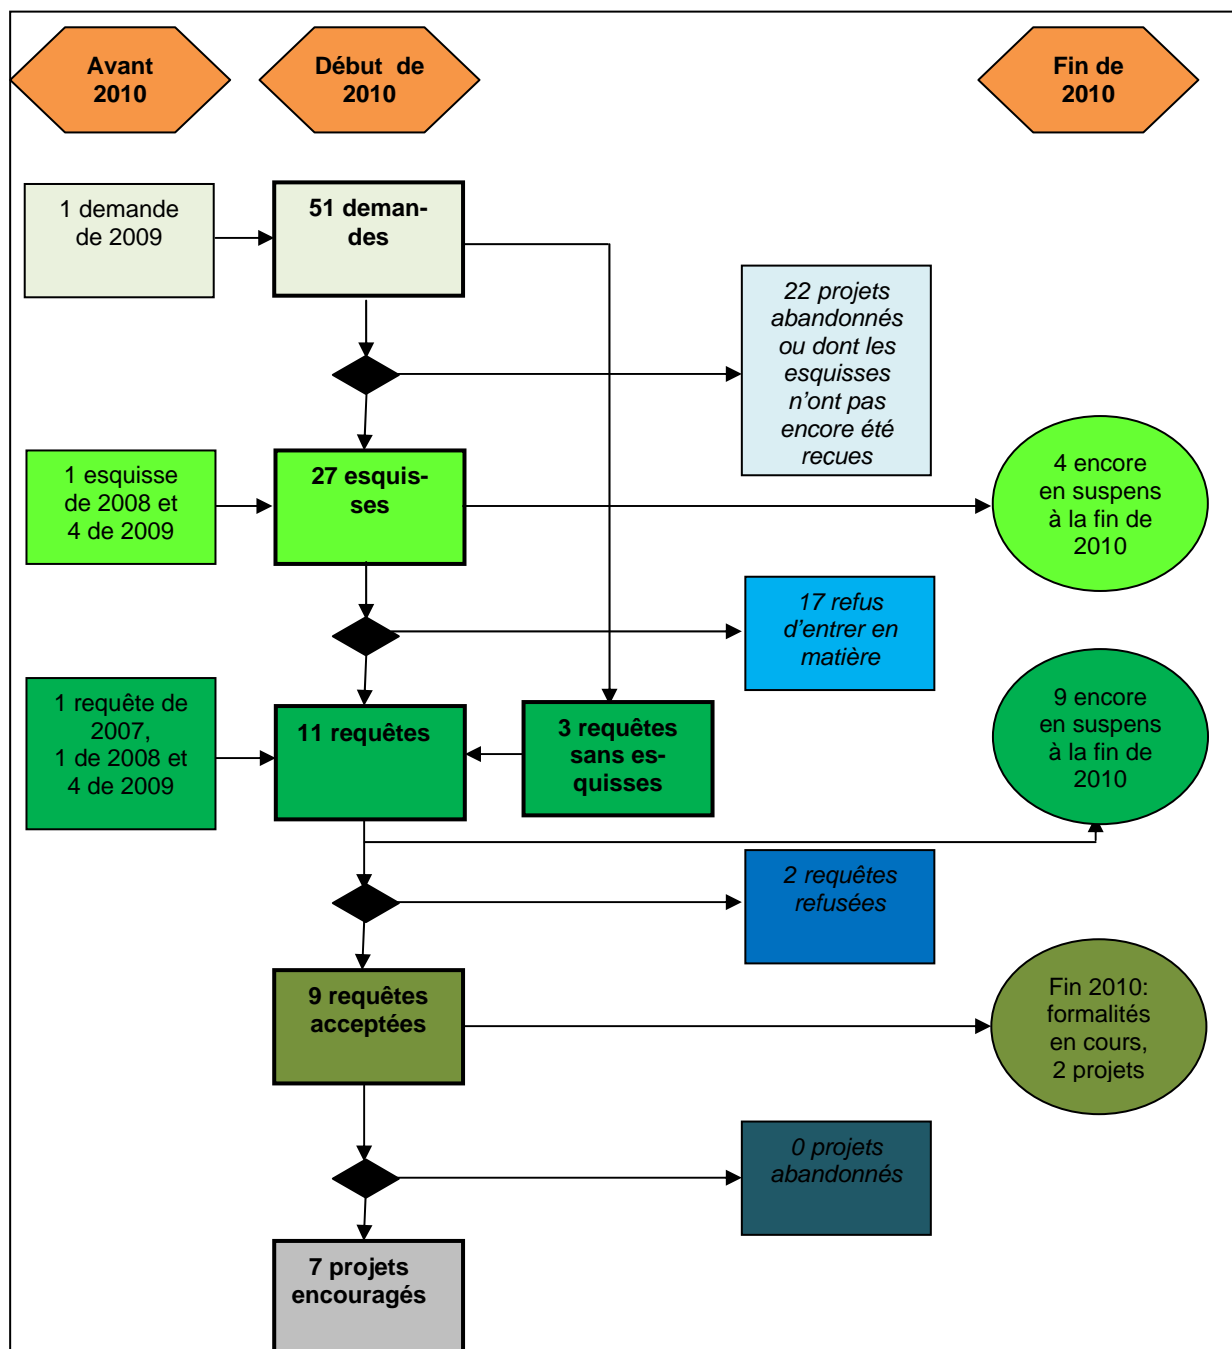 Avant
2010
Début de
2010
Fin de
2010
1 demande
de 2009
51 deman-
des
22 projets
abandonnés
ou dont les
esquisses
n'ont pas
encore été
recues
1 esquisse
de 2008 et
4 de 2009
27 esquis-
ses
4 encore
en suspens
à la fin de
2010
17 refus
d'entrer en
matière
1 requête de
2007,
1 de 2008 et
4 de 2009
11 requêtes
3 requêtes
sans es-
quisses
9 encore
en suspens
à la fin de
2010
2 requêtes
refusées
9 requêtes
acceptées
Fin 2010:
formalités
en cours,
2 projets
0 projets
abandonnés
7 projets
encouragés